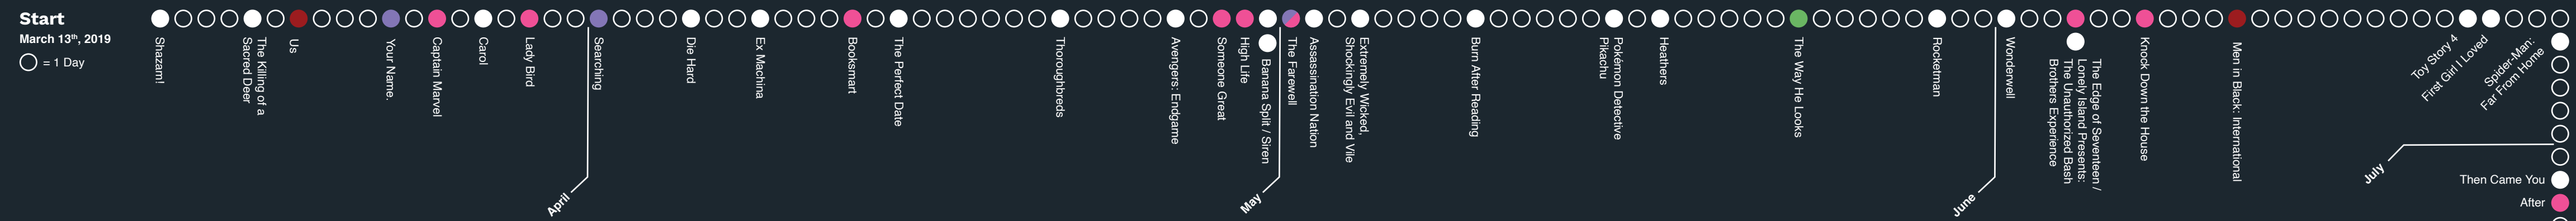 Start
March 13th, 2019
= 1 Day
Shazam!
The Killing of a
Sacred Deer
Us
Your Name.
Captain Marvel
Carol
Lady Bird
April
Searching
Die Hard
Ex Machina
Booksmart
The Perfect Date
Thoroughbreds
Avengers: Endgame
Someone Great
High Life
Banana Split / Siren
May
The Farewell
Assassination Nation
Extremely Wicked,
Shockingly Evil and Vile
Burn After Reading
Pokémon Detective
Pikachu
Heathers
The Way He Looks
Rocketman
June
Wonderwell
The Edge of Seventeen /
Lonely Island Presents:
The Unauthorized Bash
Brothers Experience
Knock Down the House
Men in Black: International
Toy Story 4
First Girl I Loved
Spider-Man:
Far From Home
July
Then Came You
After